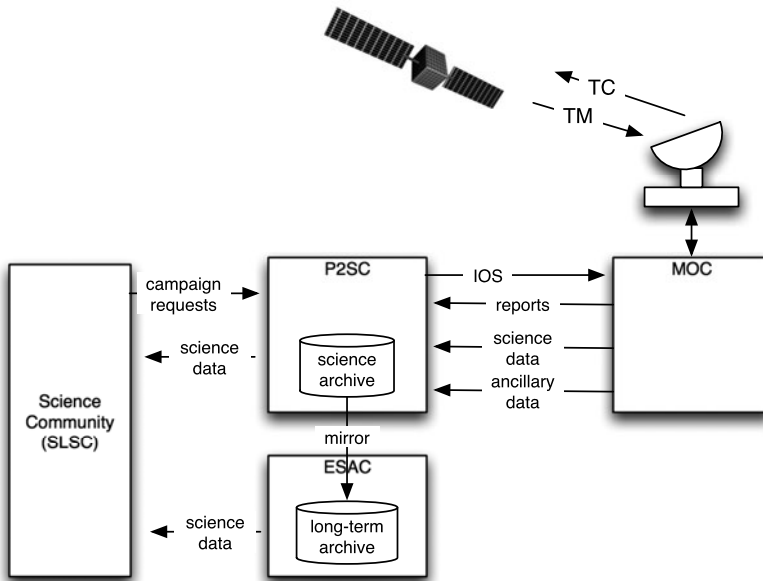 TC
TM
P2SC
MOC
campaign
requests
IOS
reports
science
data
science
archive
science
data
ancillary
data
Science
Community
(SLSC)
mirror
ESAC
science
data
long-term
archive